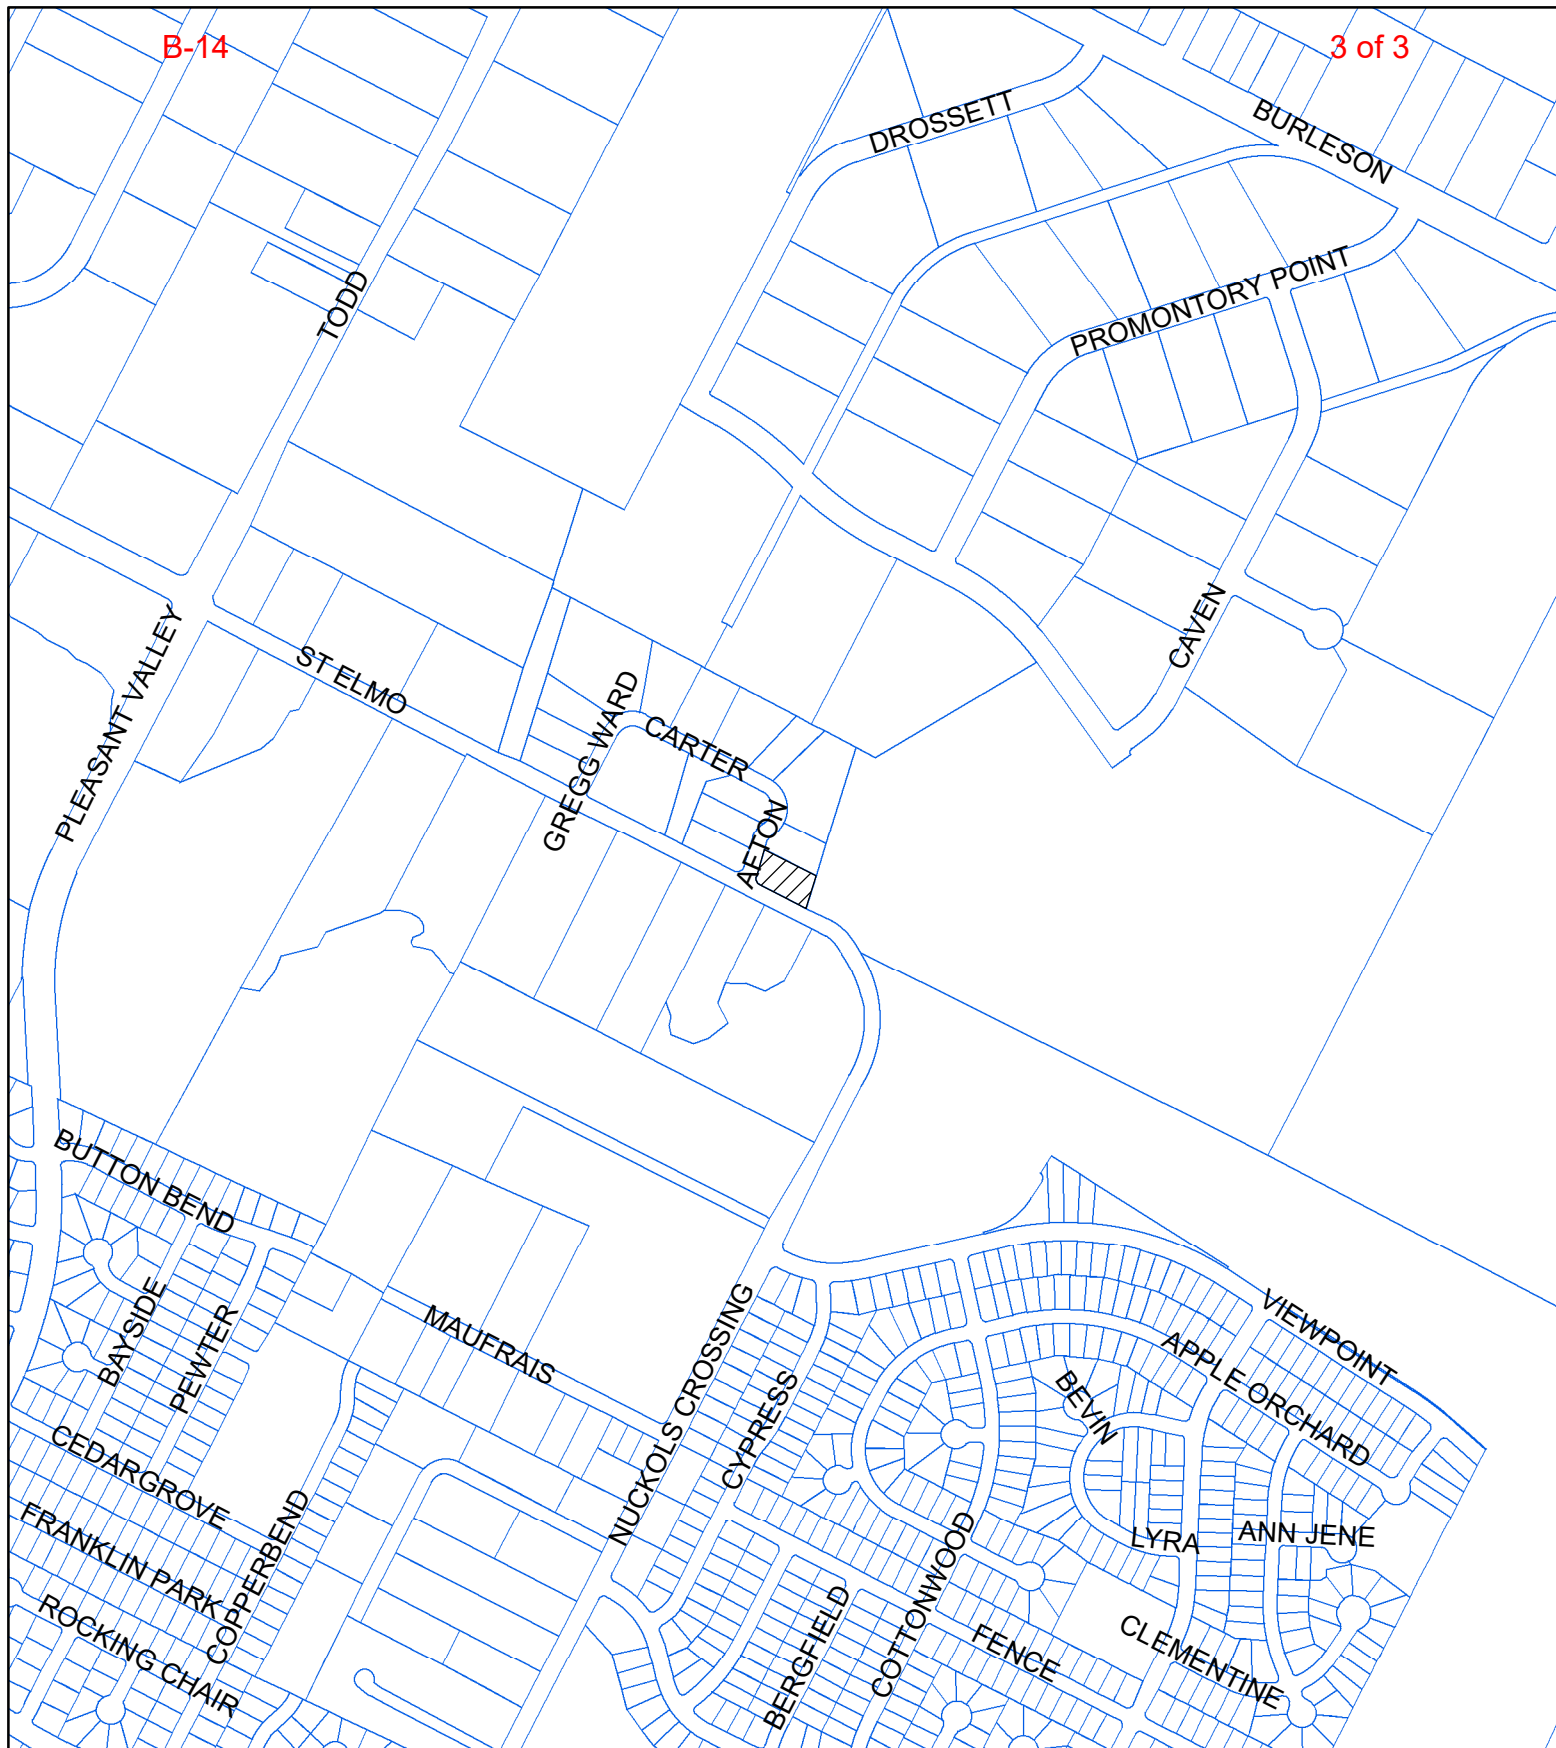 B-14
3 of 3
DROSSETT
BURLESON
TODD
PROMONTORY POINT
CAVEN
PLEASANT VALLEY
ST ELMO
GREGG WARD
CARTER
AFTON
BUTTON BEND
BAYSIDE
PEWTER
MAUFRAIS
NUCKOLS CROSSING
CYPRESS
VIEWPOINT
APPLE ORCHARD
BEVIN
CEDARGROVE
FRANKLIN PARK
COPPERBEND
ROCKING CHAIR
LYRA
ANN JENE
COTTONWOOD
BERGFIELD
FENCE
CLEMENTINE